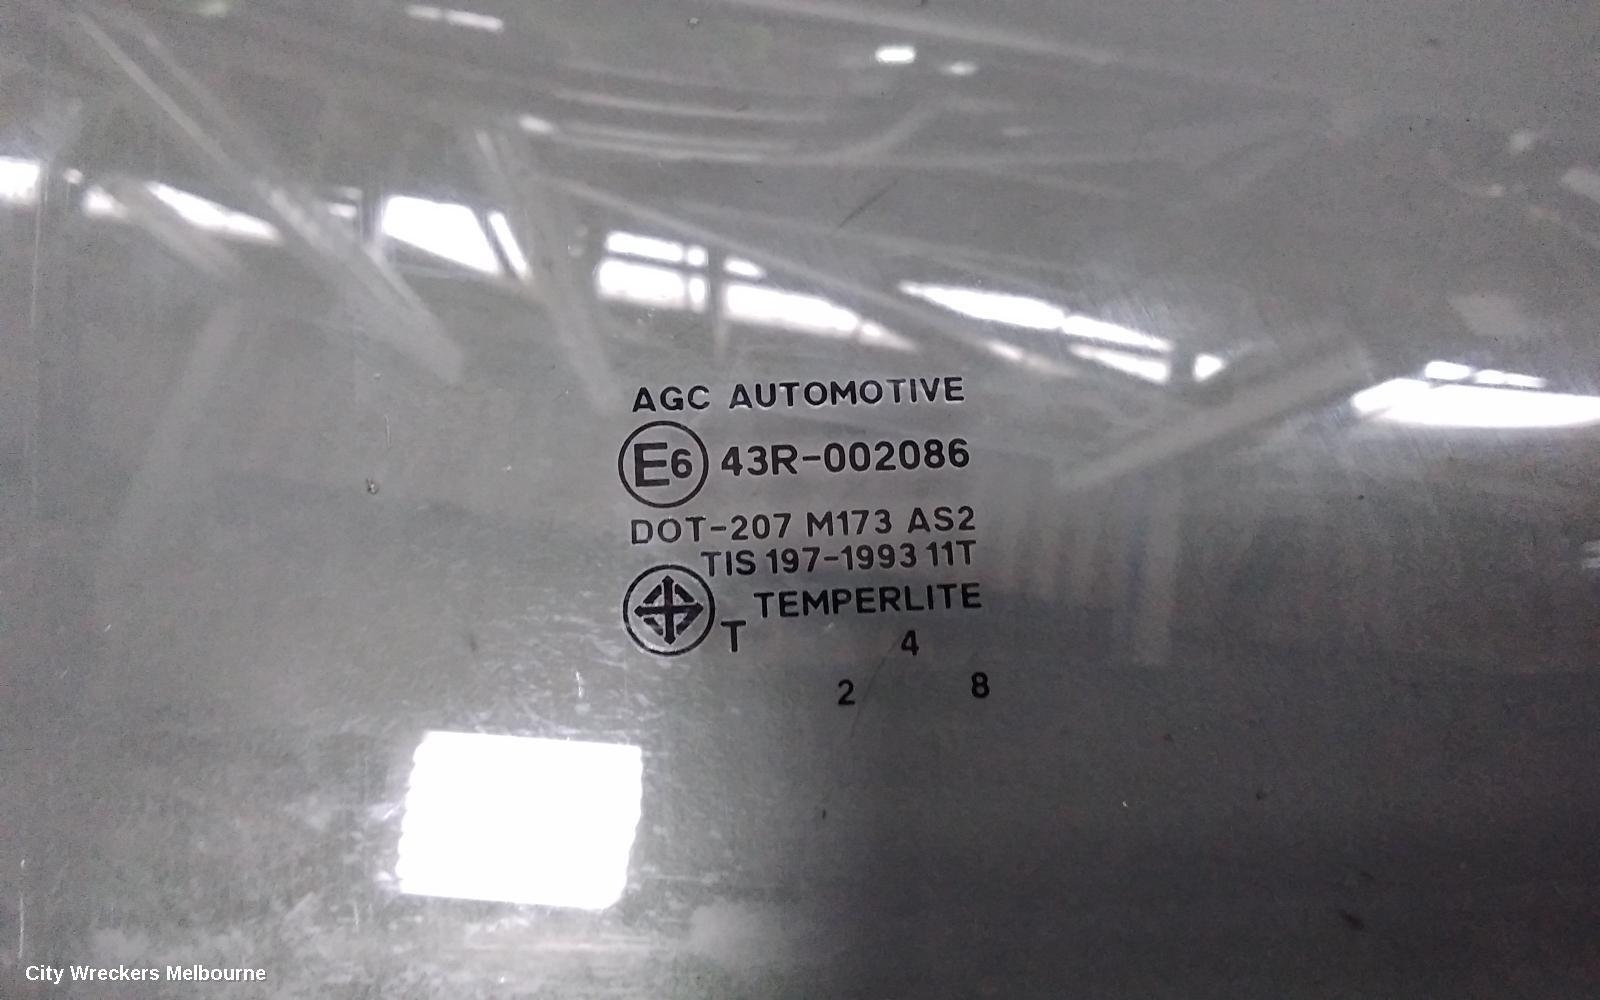 AGC AUTOMOTIVE
E6 43R-002086
DOT-207 M173 AS2
TIS 197-1993 11T
T TEMPERLITE
4
2 8
City Wreckers Melbourne